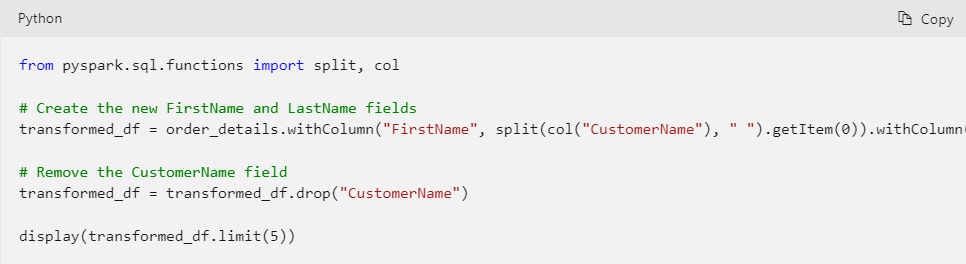 Python
Copy
from pyspark.sql.functions import split, col
# Create the new FirstName and LastName fields
transformed_df = order_details.withColumn("FirstName", split(col("CustomerName"), " ").getItem(0)).withColumn(
# Remove the CustomerName field
transformed_df = transformed_df.drop("CustomerName")
display(transformed_df.limit(5))